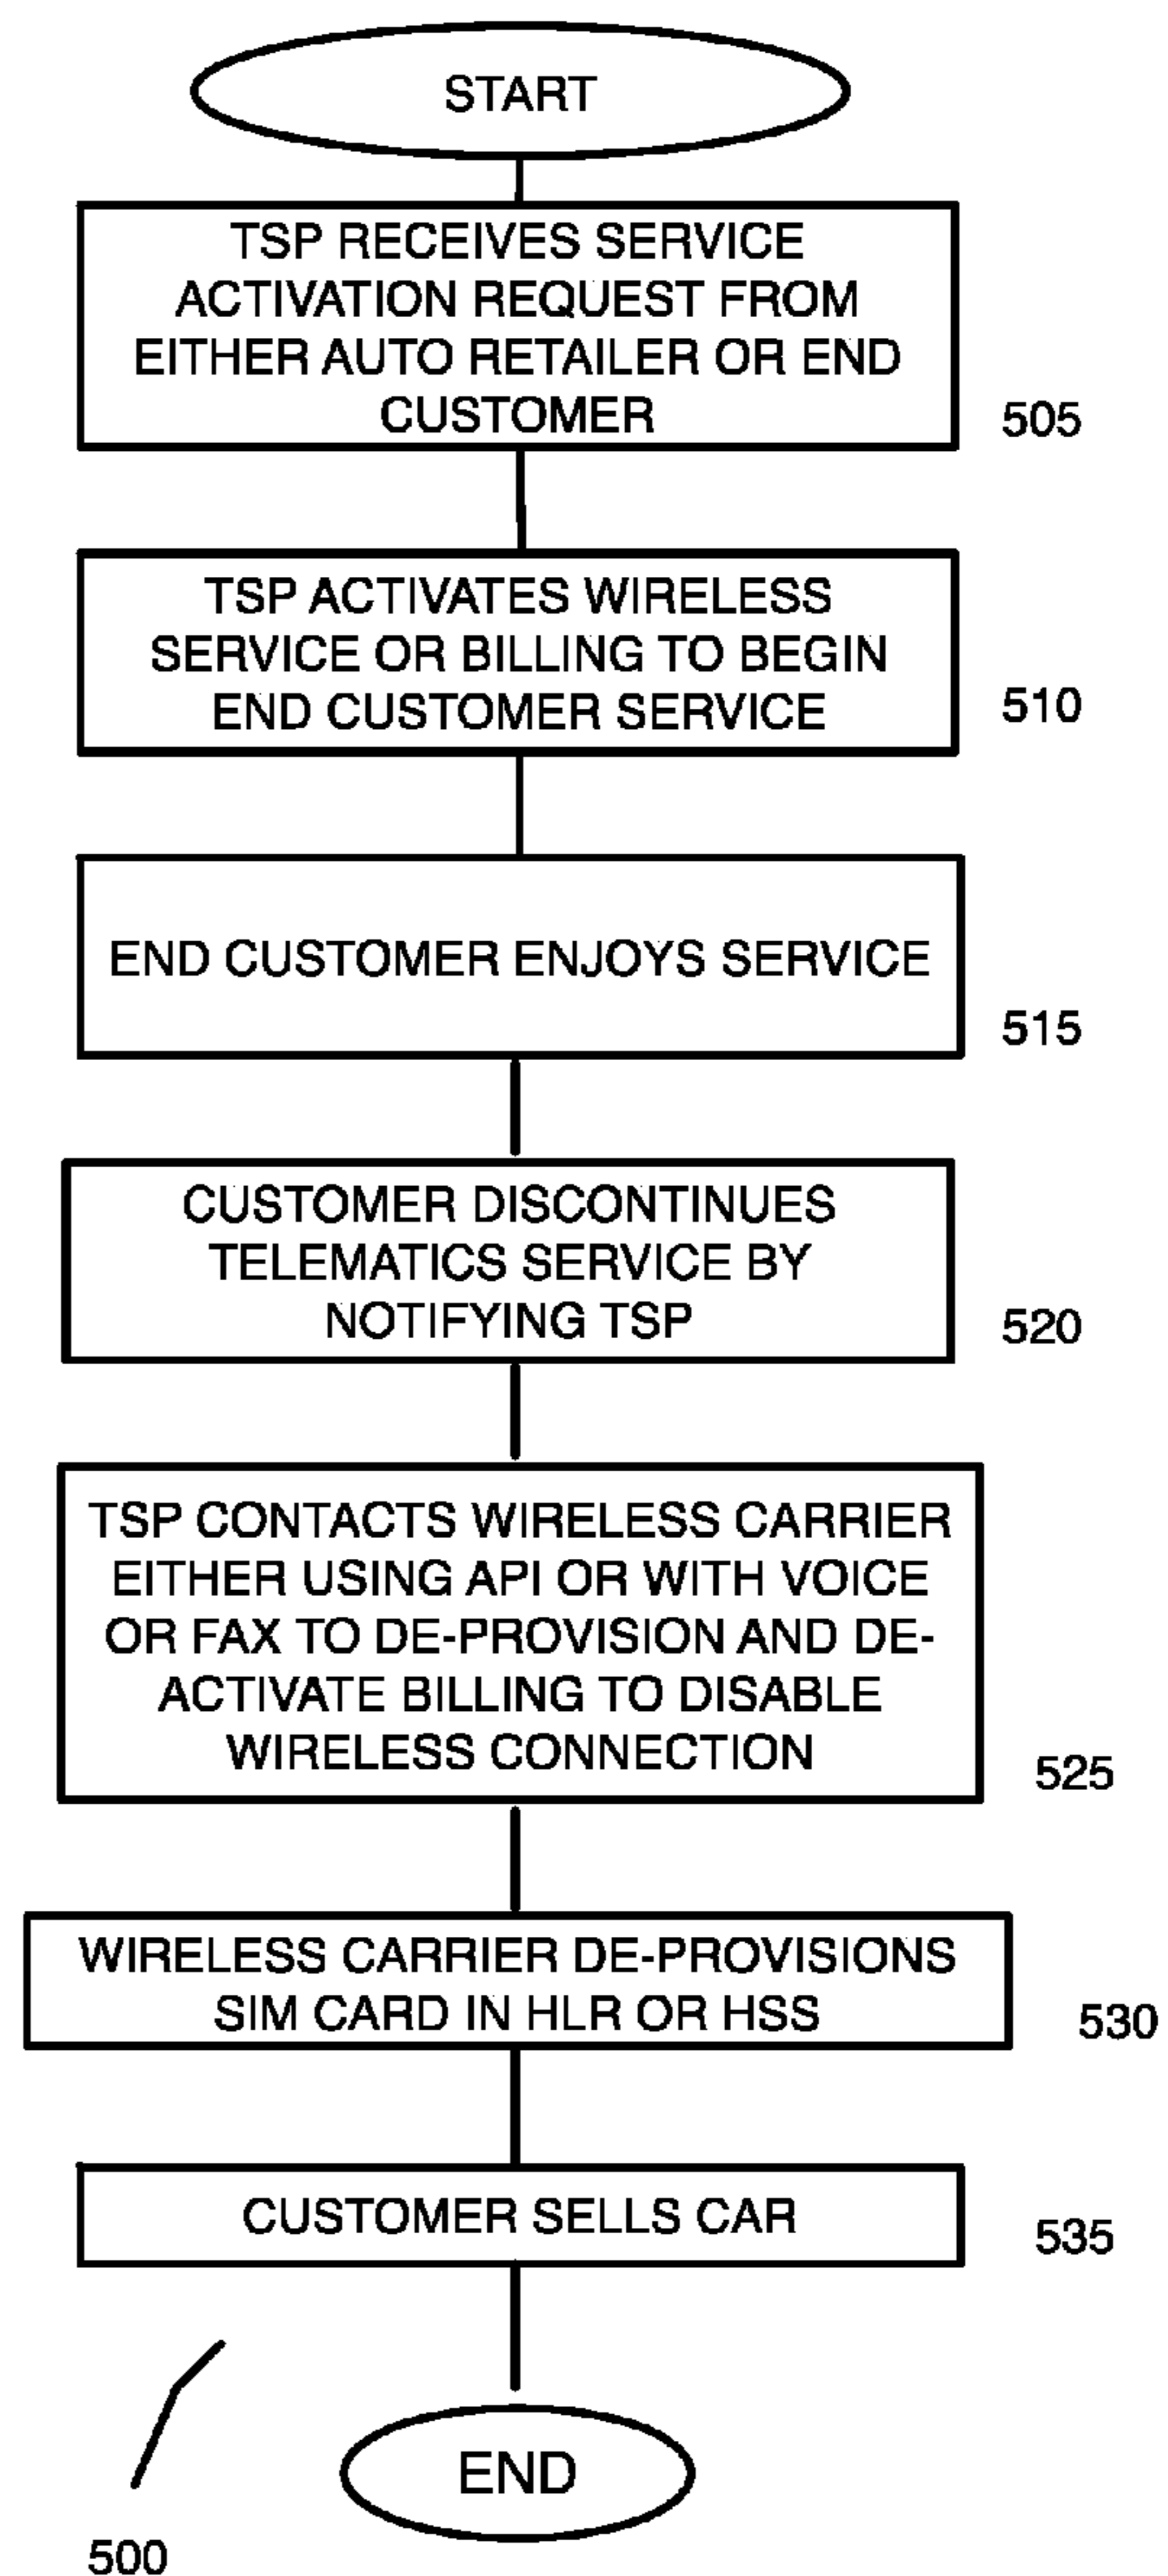 START
TSP RECEIVES SERVICE
ACTIVATION REQUEST FROM
EITHER AUTO RETAILER OR END
CUSTOMER
505
TSP ACTIVATES WIRELESS
SERVICE OR BILLING TO BEGIN
END CUSTOMER SERVICE
510
END CUSTOMER ENJOYS SERVICE
515
CUSTOMER DISCONTINUES
TELEMATICS SERVICE BY
NOTIFYING TSP
520
TSP CONTACTS WIRELESS CARRIER
EITHER USING API OR WITH VOICE
OR FAX TO DE-PROVISION AND DE-
ACTIVATE BILLING TO DISABLE
WIRELESS CONNECTION
525
WIRELESS CARRIER DE-PROVISIONS
SIM CARD IN HLR OR HSS
530
CUSTOMER SELLS CAR
535
END
500